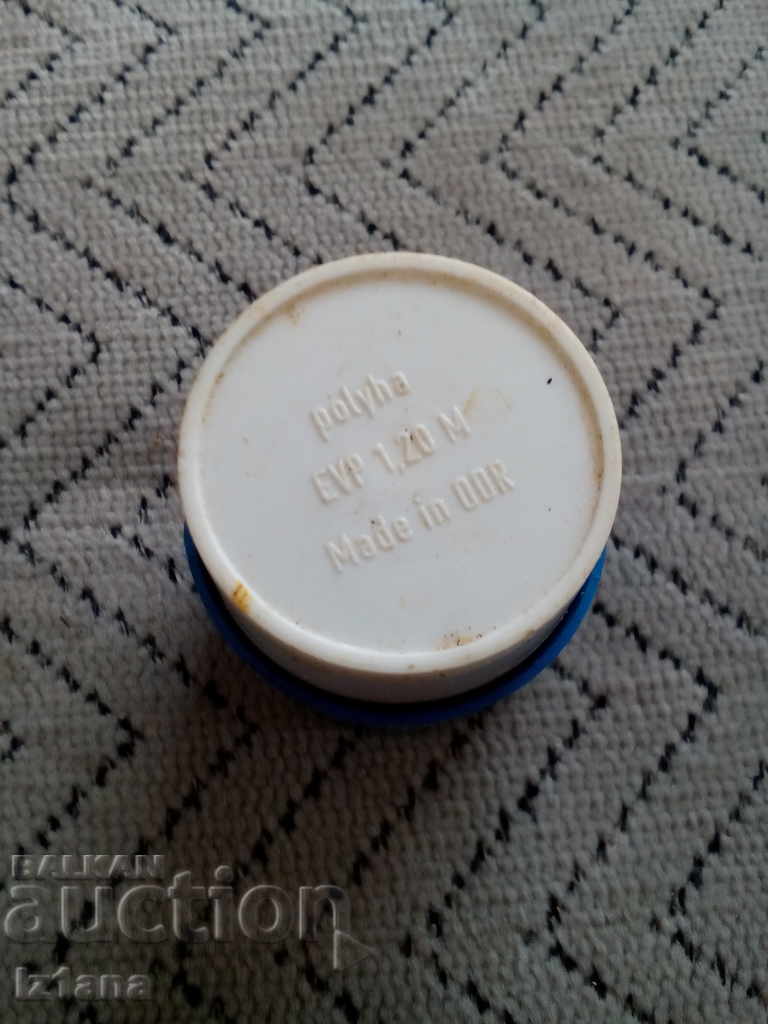 polyha
EVP 1,20 M
Made in DDR
BALKAN
auction
Iz1ana